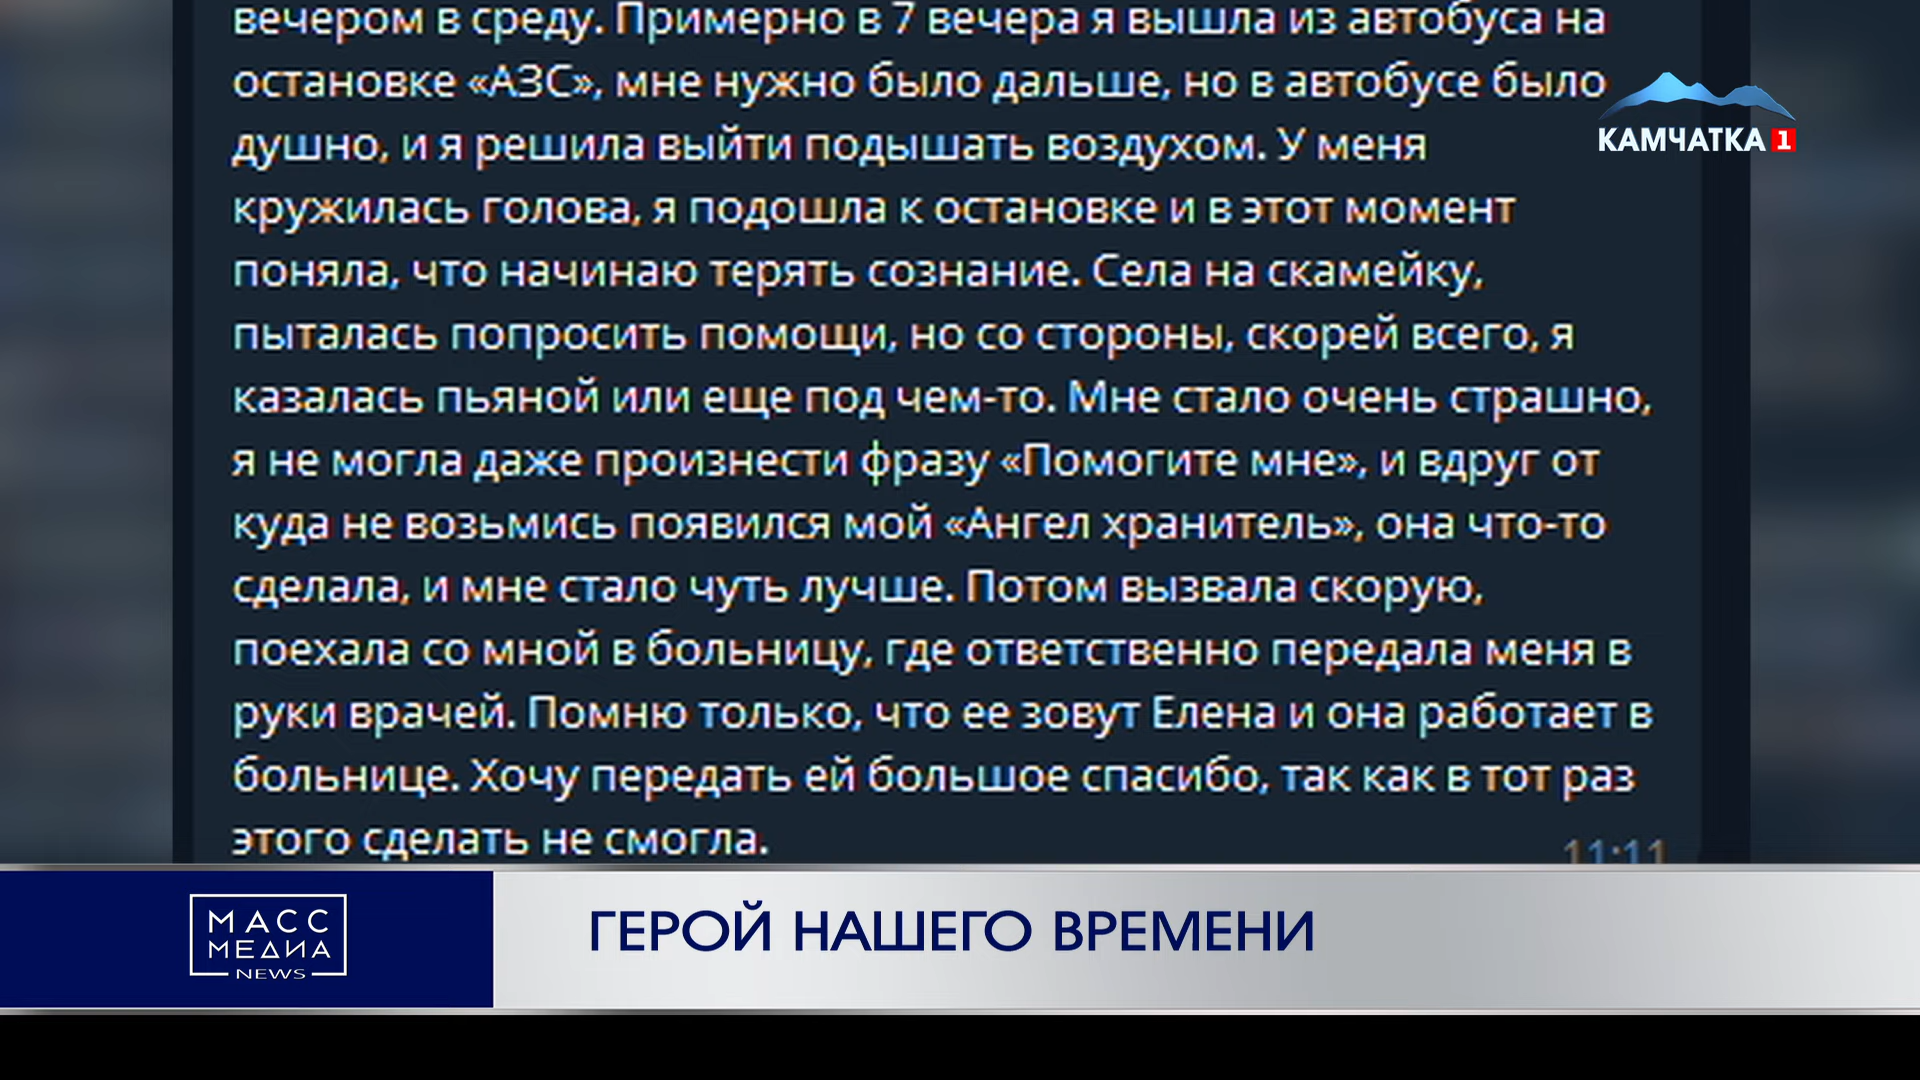 вечером в среду. Примерно в 7 вечера я вышла из автобуса на
остановке «АЗС», мне нужно было дальше, но в автобусе было
душно, и я решила выйти подышать воздухом. У меня
кружилась голова, я подошла к остановке и в этот момент
поняла, что начинаю терять сознание. Села на скамейку,
пыталась попросить помощи, но со стороны, скорей всего, я
казалась пьяной или еще под чем-то. Мне стало очень страшно,
я не могла даже произнести фразу «Помогите мне», и вдруг от
куда не возьмись появился мой «Ангел хранитель», она что-то
сделала, и мне стало чуть лучше. Потом вызвала скорую,
поехала со мной в больницу, где ответственно передала меня в
руки врачей. Помню только, что ее зовут Елена и она работает в
больнице. Хочу передать ей большое спасибо, так как в тот раз
этого сделать не смогла.
11:11
КАМЧАТКА 1
МАСС
МЕДИА
NEWS
ГЕРОЙ НАШЕГО ВРЕМЕНИ